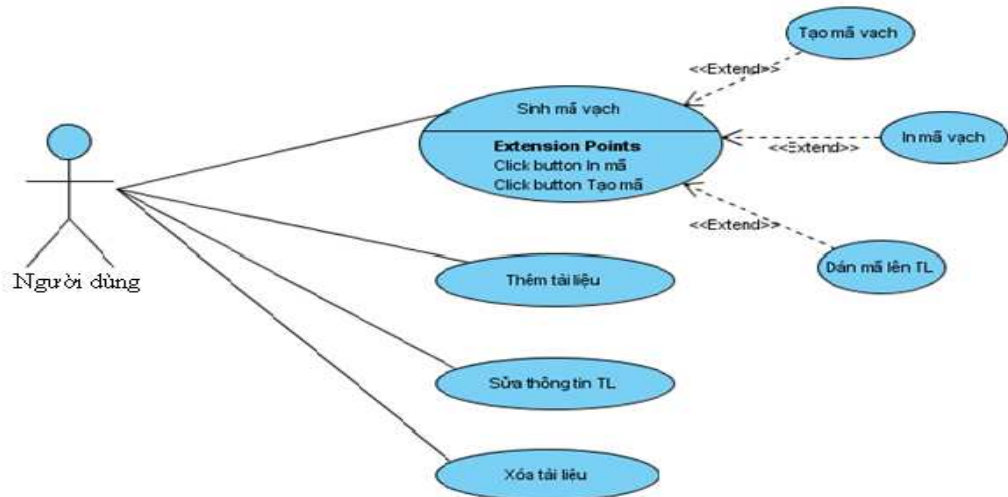 Tạo mã vạch
<<Extend>>
Sinh mã vạch
Extension Points
Click button In mã
Click button Tạo mã
<<Extend>>
In mã vạch
<<Extend>>
Dán mã lên TL
Người dùng
Thêm tài liệu
Sửa thông tin TL
Xóa tài liệu